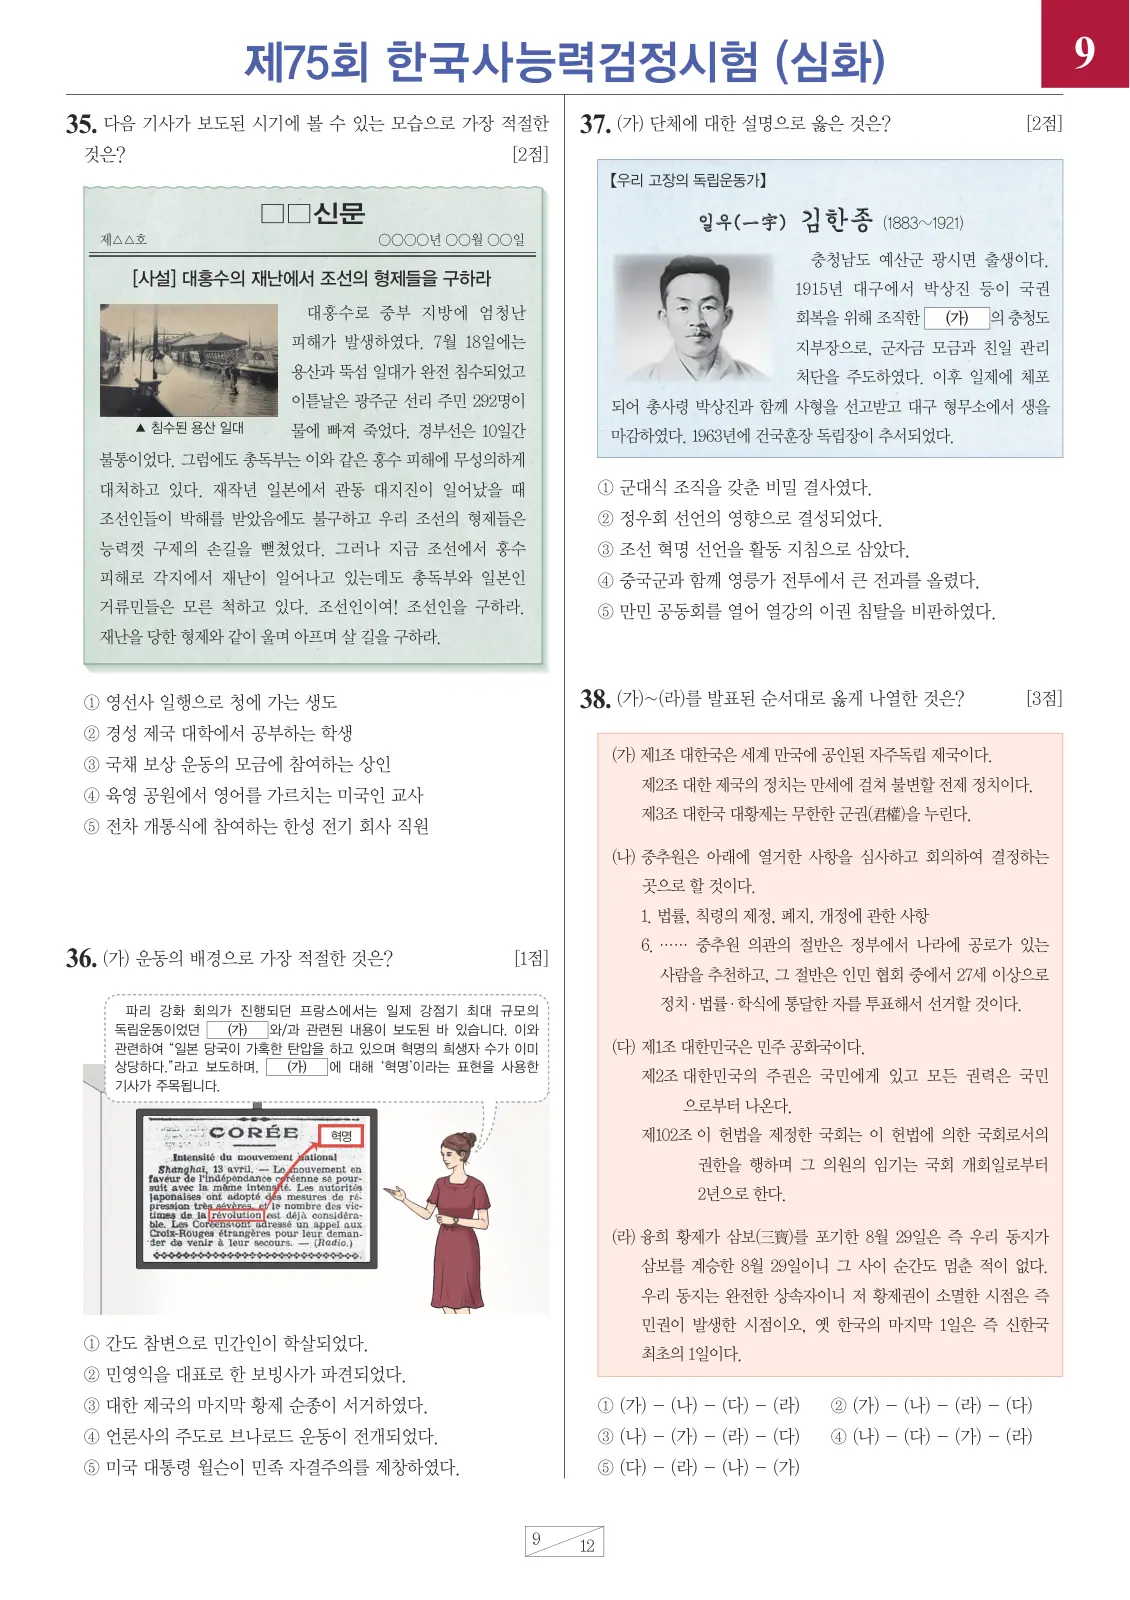 제75회 한국사능력검정시험 (심화)
9
35. 다음 기사가 보도된 시기에 볼 수 있는 모습으로 가장 적절한
것은? [2점]
□□신문
제△△호 ○○○○년 ○○월 ○○일
[사설] 대홍수의 재난에서 조선의 형제들을 구하라
대홍수로 중부 지방에 엄청난
피해가 발생하였다. 7월 18일에는
용산과 뚝섬 일대가 완전 침수되었고
이튿날은 광주군 선리 주민 292명이
▲ 침수된 용산 일대
물에 빠져 죽었다. 경부선은 10일간
불통이었다. 그럼에도 총독부는 이와 같은 홍수 피해에 무성의하게
대처하고 있다. 재작년 일본에서 관동 대지진이 일어났을 때
조선인들이 박해를 받았음에도 불구하고 우리 조선의 형제들은
능력껏 구제의 손길을 뻗쳤었다. 그러나 지금 조선에서 홍수
피해로 각지에서 재난이 일어나고 있는데도 총독부와 일본인
거류민들은 모른 척하고 있다. 조선인이여! 조선인을 구하라.
재난을 당한 형제와 같이 울며 아프며 살 길을 구하라.
① 영선사 일행으로 청에 가는 생도
② 경성 제국 대학에서 공부하는 학생
③ 국채 보상 운동의 모금에 참여하는 상인
④ 육영 공원에서 영어를 가르치는 미국인 교사
⑤ 전차 개통식에 참여하는 한성 전기 회사 직원
36. (가) 운동의 배경으로 가장 적절한 것은? [1점]
파리 강화 회의가 진행되던 프랑스에서는 일제 강점기 최대 규모의
독립운동이었던 (가) 와/과 관련된 내용이 보도된 바 있습니다. 이와
관련하여 “일본 당국이 가혹한 탄압을 하고 있으며 혁명의 희생자 수가 이미
상당하다.”라고 보도하며, (가) 에 대해 ‘혁명’이라는 표현을 사용한
기사가 주목됩니다.
CORÉE 혁명
Intensité du mouvement national
Shanghai, 13 avril. — Le mouvement en
faveur de l'indépendance coréenne se pour-
suit avec la même intensité. Les autorités
japonaises ont adopté des mesures de ré-
pression très sévères, et le nombre des vic-
times de la révolution est déjà considéra-
ble. Les Coréens ont adressé un appel aux
Croix-Rouges étrangères pour leur deman-
der de venir à leur secours. — (Radio.)
① 간도 참변으로 민간인이 학살되었다.
② 민영익을 대표로 한 보빙사가 파견되었다.
③ 대한 제국의 마지막 황제 순종이 서거하였다.
④ 언론사의 주도로 브나로드 운동이 전개되었다.
⑤ 미국 대통령 윌슨이 민족 자결주의를 제창하였다.
37. (가) 단체에 대한 설명으로 옳은 것은? [2점]
【우리 고장의 독립운동가】
일우(一宇) 김한종 (1883~1921)
충청남도 예산군 광시면 출생이다.
1915년 대구에서 박상진 등이 국권
회복을 위해 조직한 (가) 의 충청도
지부장으로, 군자금 모금과 친일 관리
처단을 주도하였다. 이후 일제에 체포
되어 총사령 박상진과 함께 사형을 선고받고 대구 형무소에서 생을
마감하였다. 1963년에 건국훈장 독립장이 추서되었다.
① 군대식 조직을 갖춘 비밀 결사였다.
② 정우회 선언의 영향으로 결성되었다.
③ 조선 혁명 선언을 활동 지침으로 삼았다.
④ 중국군과 함께 영릉가 전투에서 큰 전과를 올렸다.
⑤ 만민 공동회를 열어 열강의 이권 침탈을 비판하였다.
38. (가)~(라)를 발표된 순서대로 옳게 나열한 것은? [3점]
(가) 제1조 대한국은 세계 만국에 공인된 자주독립 제국이다.
제2조 대한 제국의 정치는 만세에 걸쳐 불변할 전제 정치이다.
제3조 대한국 대황제는 무한한 군권(君權)을 누린다.
(나) 중추원은 아래에 열거한 사항을 심사하고 회의하여 결정하는
곳으로 할 것이다.
1. 법률, 칙령의 제정, 폐지, 개정에 관한 사항
6. …… 중추원 의관의 절반은 정부에서 나라에 공로가 있는
사람을 추천하고, 그 절반은 인민 협회 중에서 27세 이상으로
정치·법률·학식에 통달한 자를 투표해서 선거할 것이다.
(다) 제1조 대한민국은 민주 공화국이다.
제2조 대한민국의 주권은 국민에게 있고 모든 권력은 국민
으로부터 나온다.
제102조 이 헌법을 제정한 국회는 이 헌법에 의한 국회로서의
권한을 행하며 그 의원의 임기는 국회 개회일로부터
2년으로 한다.
(라) 융희 황제가 삼보(三寶)를 포기한 8월 29일은 즉 우리 동지가
삼보를 계승한 8월 29일이니 그 사이 순간도 멈춘 적이 없다.
우리 동지는 완전한 상속자이니 저 황제권이 소멸한 시점은 즉
민권이 발생한 시점이오, 옛 한국의 마지막 1일은 즉 신한국
최초의 1일이다.
① (가) - (나) - (다) - (라) ② (가) - (나) - (라) - (다)
③ (나) - (가) - (라) - (다) ④ (나) - (다) - (가) - (라)
⑤ (다) - (라) - (나) - (가)
9
12